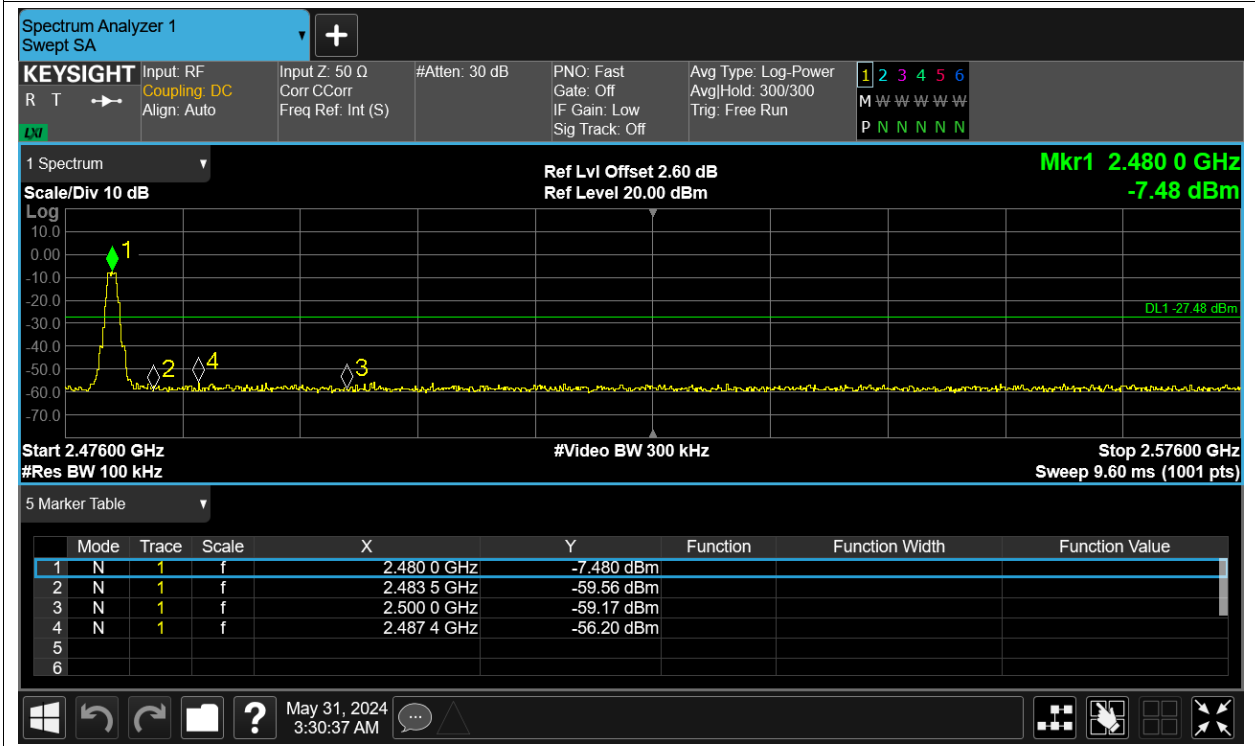 Spectrum Analyzer 1
Swept SA
KEYSIGHT
R T
LXI
Input: RF
Coupling: DC
Align: Auto
Input Z: 50 Ω
Corr CCorr
Freq Ref: Int (S)
#Atten: 30 dB
PNO: Fast
Gate: Off
IF Gain: Low
Sig Track: Off
Avg Type: Log-Power
Avg|Hold: 300/300
Trig: Free Run
1 2 3 4 5 6
M W W W W W
P N N N N N
1 Spectrum
Scale/Div 10 dB
Ref Lvl Offset 2.60 dB
Ref Level 20.00 dBm
Mkr1 2.480 0 GHz
-7.48 dBm
Log
10.0
0.00
-10.0
-20.0
-30.0
-40.0
-50.0
-60.0
-70.0
1
2
4
3
DL1 -27.48 dBm
Start 2.47600 GHz
#Video BW 300 kHz
Stop 2.57600 GHz
#Res BW 100 kHz
Sweep 9.60 ms (1001 pts)
5 Marker Table
Mode Trace Scale X Y Function Function Width Function Value
1 N 1 f 2.480 0 GHz -7.480 dBm
2 N 1 f 2.483 5 GHz -59.56 dBm
3 N 1 f 2.500 0 GHz -59.17 dBm
4 N 1 f 2.487 4 GHz -56.20 dBm
5
6
?
May 31, 2024
3:30:37 AM